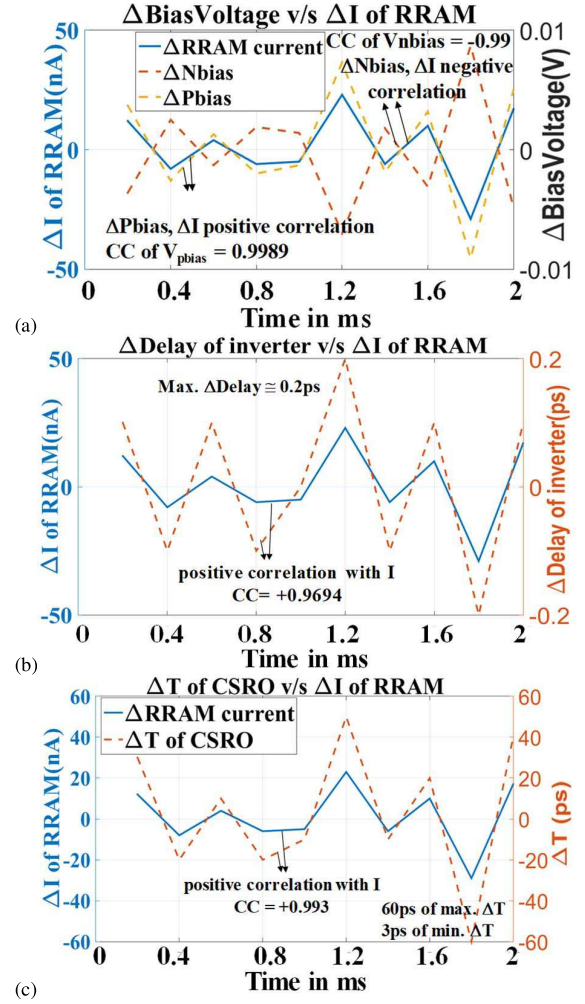 ΔBiasVoltage v/s ΔI of RRAM
ΔRRAM current
ΔNbias
ΔPbias
CC of Vnbias = -0.99
ΔNbias, ΔI negative
correlation
ΔPbias, ΔI positive correlation
CC of Vpbias = 0.9989
ΔI of RRAM(nA)
50
0
-50
ΔBiasVoltage(V)
0.01
0
-0.01
0 0.4 0.8 1.2 1.6 2
Time in ms
(a)
ΔDelay of inverter v/s ΔI of RRAM
Max. ΔDelay ≅ 0.2ps
positive correlation with I
CC= +0.9694
ΔI of RRAM(nA)
50
0
-50
ΔDelay of inverter(ps)
0.2
0
-0.2
0 0.4 0.8 1.2 1.6 2
Time in ms
(b)
ΔT of CSRO v/s ΔI of RRAM
ΔRRAM current
ΔT of CSRO
positive correlation with I
CC = +0.993
60ps of max. ΔT
3ps of min. ΔT
ΔI of RRAM(nA)
60
40
20
0
-20
-40
-60
ΔT (ps)
60
40
20
0
-20
-40
-60
0 0.4 0.8 1.2 1.6 2
Time in ms
(c)